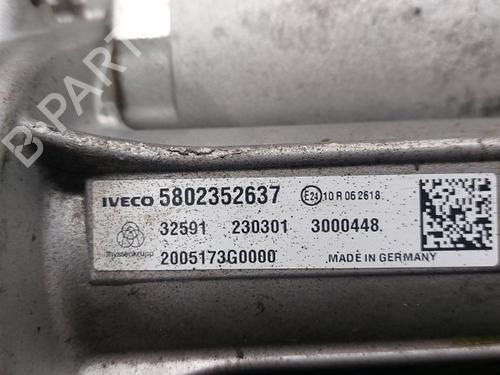 B-PARTS
IVECO 5802352637 E24 10 R 06 2618
thyssenkrupp 32591 230301 3000448
2005173G0000 MADE IN GERMANY